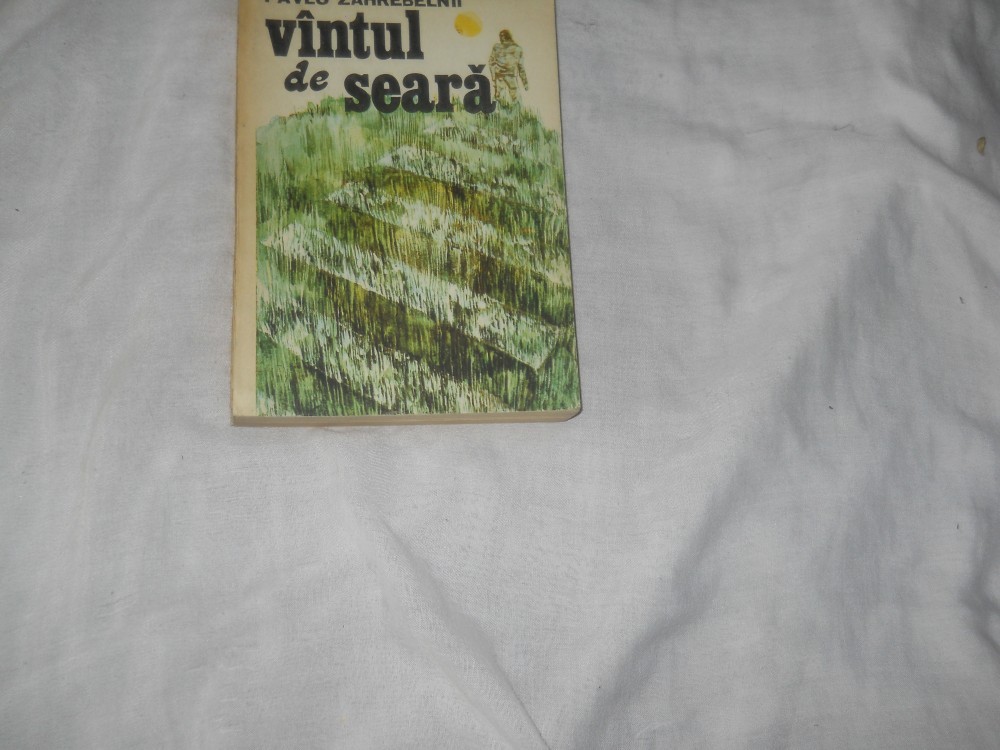 PAVLO ZAHREBELNII
vîntul
de seară